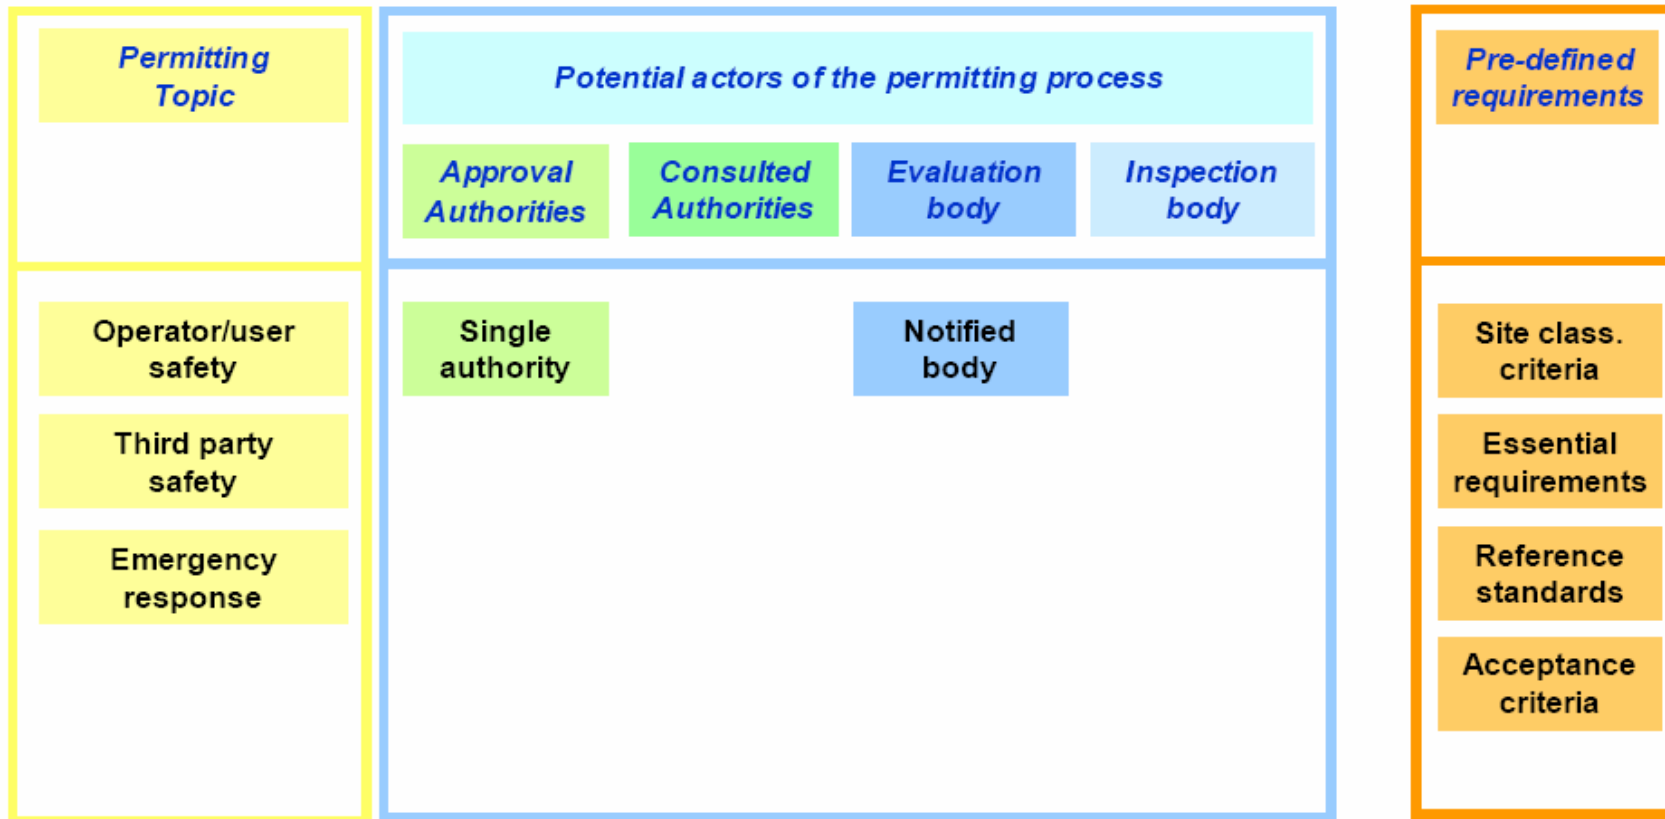 Permitting
Topic
Potential actors of the permitting process
Approval
Authorities
Consulted
Authorities
Evaluation
body
Inspection
body
Pre-defined
requirements
Operator/user
safety
Third party
safety
Emergency
response
Single
authority
Notified
body
Site class.
criteria
Essential
requirements
Reference
standards
Acceptance
criteria